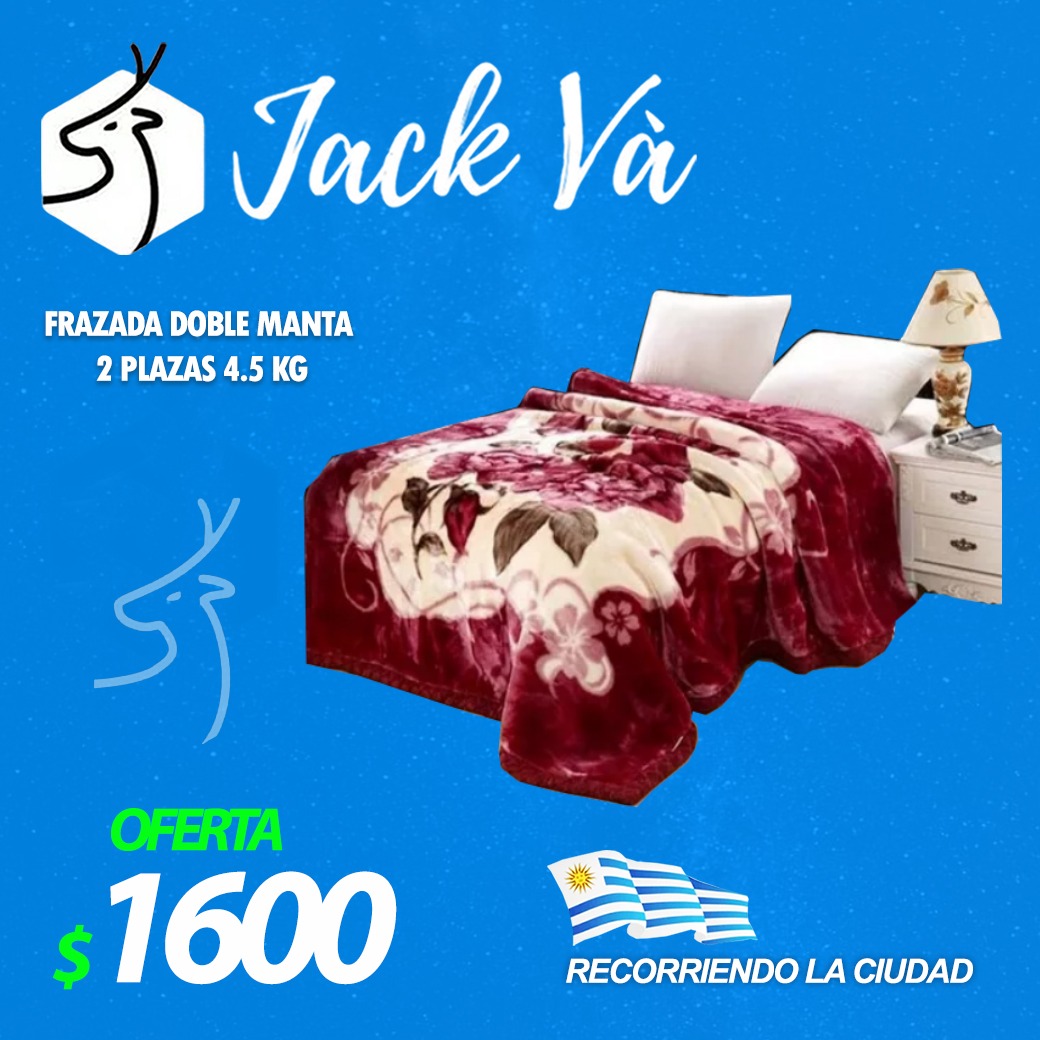 Jack Và
FRAZADA DOBLE MANTA
2 PLAZAS 4.5 KG
OFERTA
$ 1600
RECORRIENDO LA CIUDAD